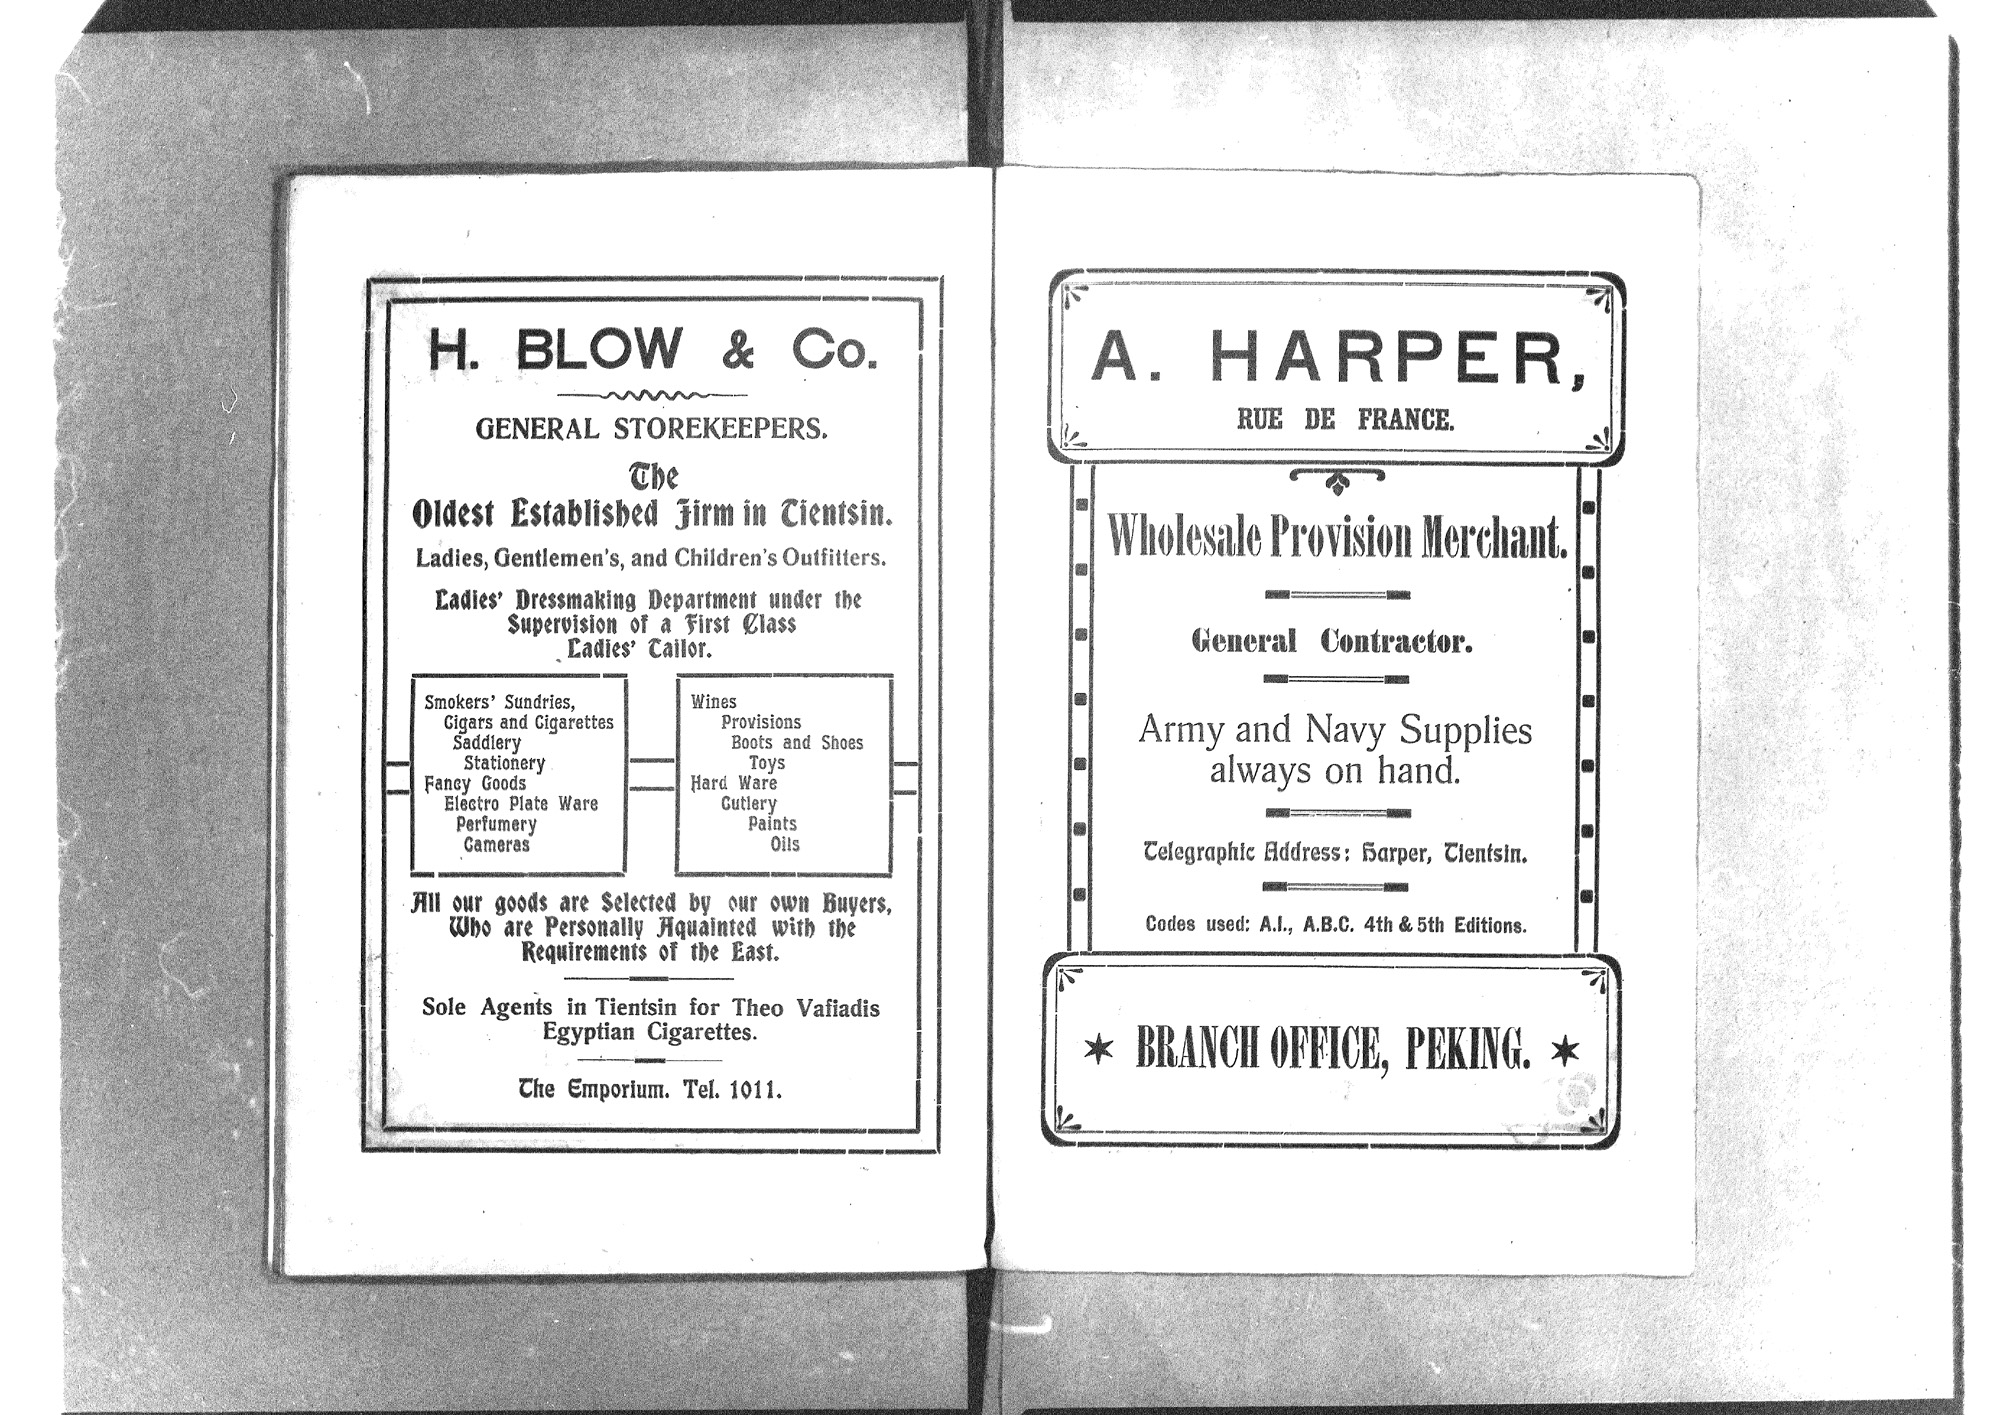 H. BLOW & Co.
GENERAL STOREKEEPERS.
The
Oldest Established Firm in Tientsin.
Ladies, Gentlemen's, and Children's Outfitters.
Ladies' Dressmaking Department under the
Supervision of a First Class
Ladies' Tailor.
Smokers' Sundries,
Cigars and Cigarettes
Saddlery
Stationery
Fancy Goods
Electro Plate Ware
Perfumery
Cameras
Wines
Provisions
Boots and Shoes
Toys
Hard Ware
Cutlery
Paints
Oils
All our goods are Selected by our own Buyers,
Who are Personally Aquainted with the
Requirements of the East.
Sole Agents in Tientsin for Theo Vafiadis
Egyptian Cigarettes.
The Emporium. Tel. 1011.
A. HARPER,
RUE DE FRANCE.
Wholesale Provision Merchant.
General Contractor.
Army and Navy Supplies
always on hand.
Telegraphic Address: Harper, Tientsin.
Codes used: A.I., A.B.C. 4th & 5th Editions.
BRANCH OFFICE, PEKING.